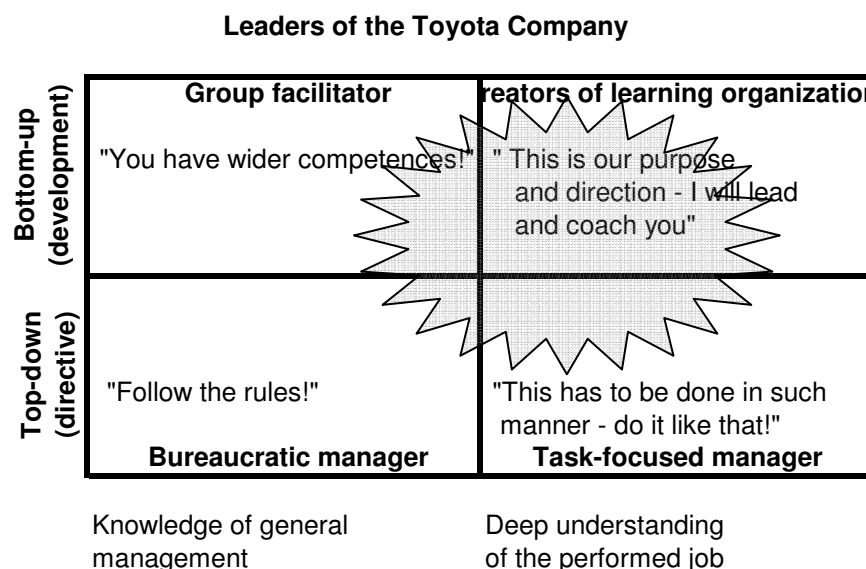 Leaders of the Toyota Company
Bottom-up
(development)
Group facilitator
"You have wider competences!"
reators of learning organization
" This is our purpose
and direction - I will lead
and coach you"
Top-down
(directive)
"Follow the rules!"
Bureaucratic manager
"This has to be done in such
manner - do it like that!"
Task-focused manager
Knowledge of general
management
Deep understanding
of the performed job